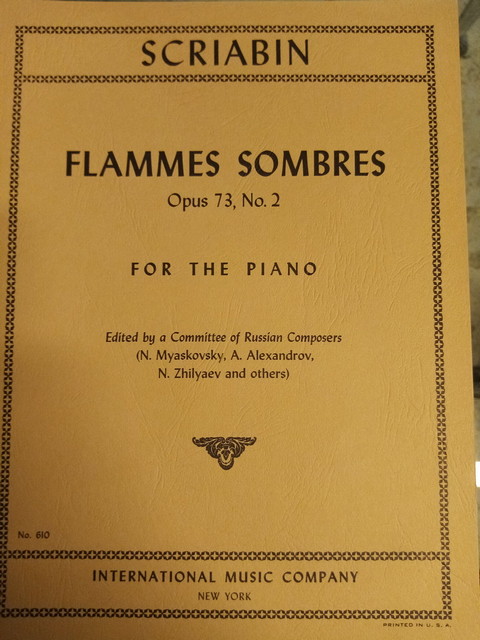 SCRIABIN
FLAMMES SOMBRES
Opus 73, No. 2
FOR THE PIANO
Edited by a Committee of Russian Composers
(N. Myaskovsky, A. Alexandrov,
N. Zhilyaev and others)
No. 610
INTERNATIONAL MUSIC COMPANY
NEW YORK
PRINTED IN U. S. A.